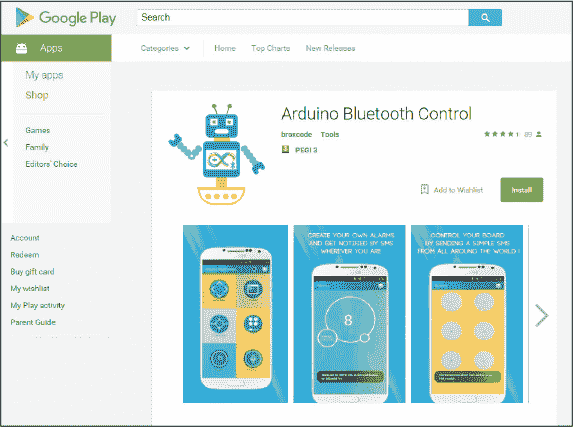 Google Play
Search
Apps
Categories
Home
Top Charts
New Releases
My apps
Shop
Games
Family
Editors' Choice
Account
Redeem
Buy gift card
My wishlist
My Play activity
Parent Guide
Arduino Bluetooth Control
broxcode Tools
PEGI 3
Add to Wishlist
Install
CREATE YOUR OWN ALARMS
AND GET NOTIFIED BY SMS
WHEREVER YOU ARE
8
CONTROL YOUR BOARD
BY SENDING A SIMPLE SMS
FROM ALL AROUND THE WORLD !